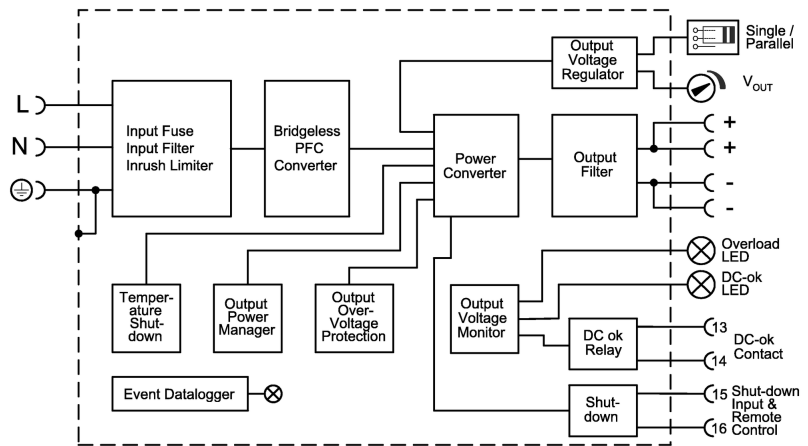 Single /
Parallel
Output
Voltage
Regulator
VOUT
L
N
Input Fuse
Input Filter
Inrush Limiter
Bridgeless
PFC
Converter
Power
Converter
Output
Filter
+
+
-
-
Overload
LED
DC-ok
LED
Temper-
ature
Shut-
down
Output
Power
Manager
Output
Over-
Voltage
Protection
Output
Voltage
Monitor
DC ok
Relay
13
14
DC-ok
Contact
Event Datalogger
Shut-
down
15
16
Shut-down
Input &
Remote
Control